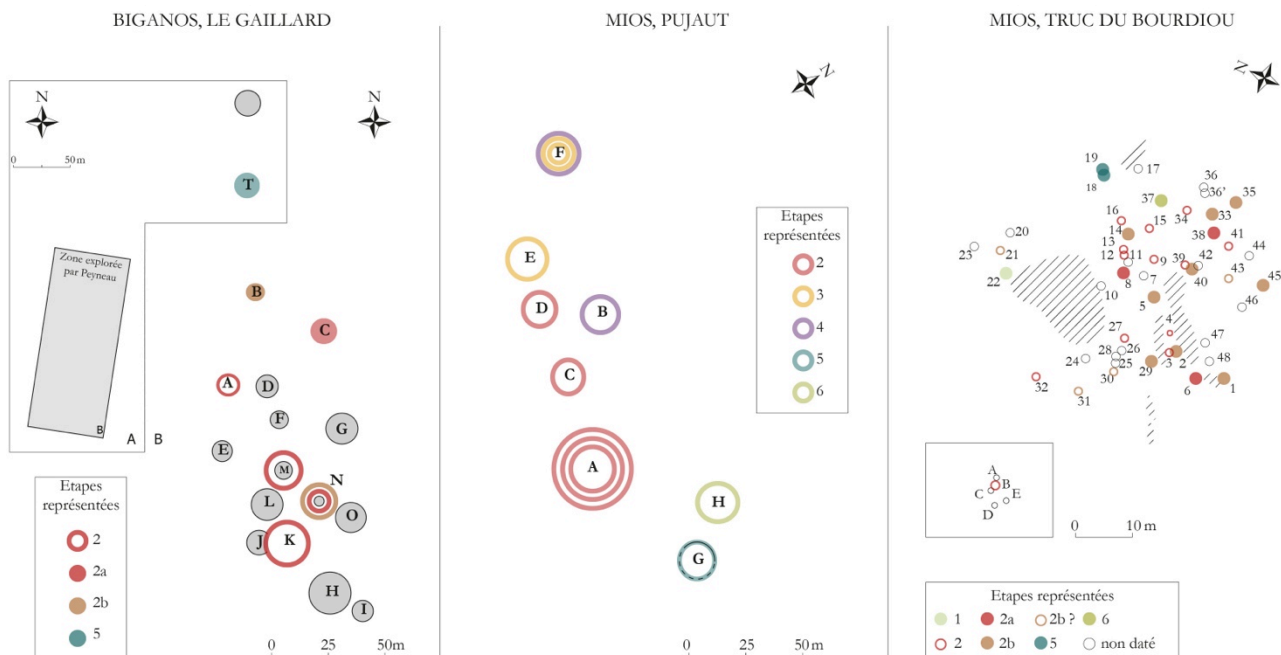 BIGANOS, LE GAILLARD
N
N
0 50 m
T
Zone explorée
par Peyneau
B
A B
B
C
A
D
F
G
E
M
N
L
O
J
K
H
I
Etapes
représentées
2
2a
2b
5
0 25 50m
MIOS, PUJAUT
N
F
E
D
B
C
A
H
G
Etapes
représentées
2
3
4
5
6
0 25 50m
MIOS, TRUC DU BOURDIOU
N
19
18
17
36
36'
35
37
34
33
16
15
14
38
41
13
12
11
9
39
42
44
20
23
21
22
8
7
40
43
45
10
5
46
4
27
47
28
26
24
25
3
2
48
29
30
32
31
6
1
A
B
C
E
D
0 10 m
Etapes représentées
1 2a 2b ? 6
2 2b 5 non daté